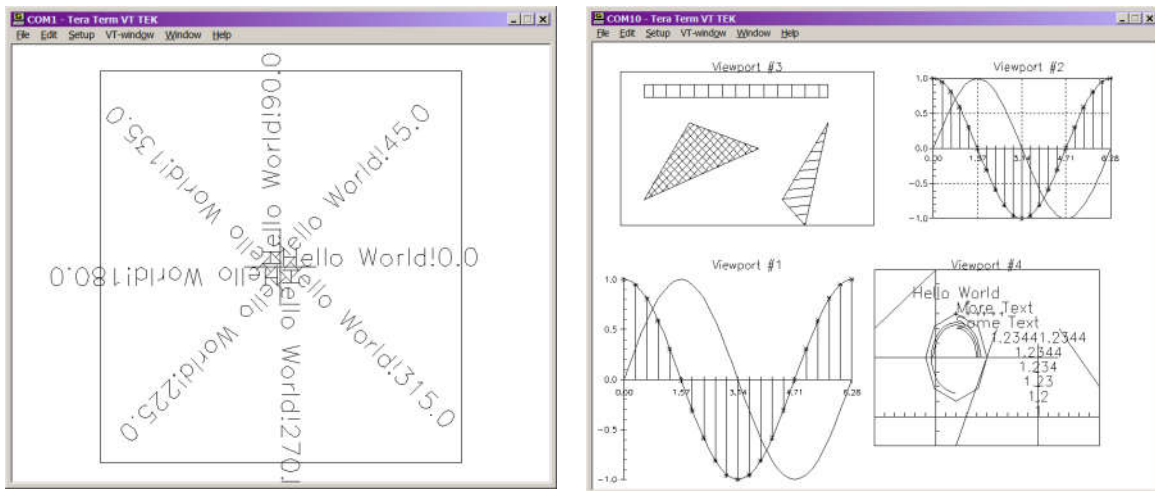 COM1 - Tera Term VT TEK
File Edit Setup VT-window Window Help
Hello World!90.0
Hello World!45.0
Hello World!135.0
Hello World!0.0
Hello World!180.0
Hello World!315.0
Hello World!225.0
Hello World!270.
COM10 - Tera Term VT TEK
File Edit Setup VT-window Window Help
Viewport #3
Viewport #2
1.0
0.5
0.0
0.00 1.57 3.14 4.71 6.28
-0.5
-1.0
Viewport #1
1.0
0.5
0.0
0.00 1.57 3.14 4.71 6.28
-0.5
-1.0
Viewport #4
Hello World
More Text
Some Text
1.23441.2344
1.2344
1.234
1.23
1.2